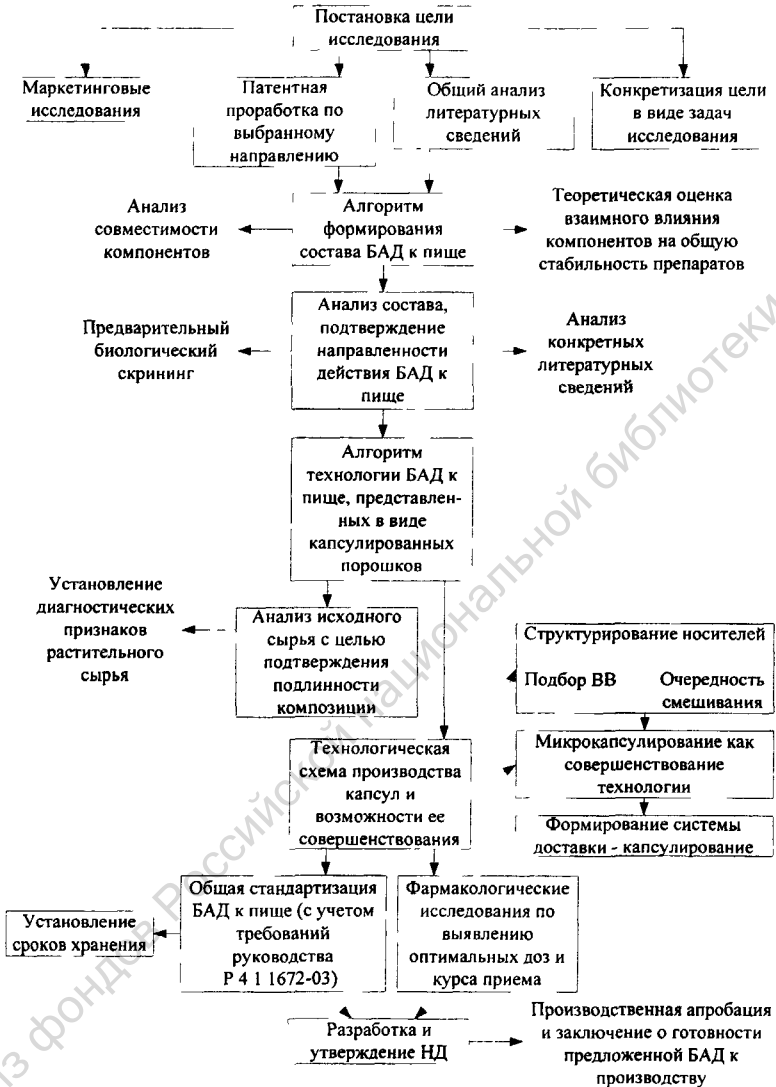 Постановка цели
исследования
Маркетинговые
исследования
Патентная
проработка по
выбранному
направлению
Общий анализ
литературных
сведений
Конкретизация цели
в виде задач
исследования
Анализ
совместимости
компонентов
Алгоритм
формирования
состава БАД к пище
Теоретическая оценка
взаимного влияния
компонентов на общую
стабильность препаратов
Предварительный
биологический
скрининг
Анализ состава,
подтверждение
направленности
действия БАД к
пище
Анализ
конкретных
литературных
сведений
Алгоритм
технологии БАД к
пище, представлен-
ных в виде
капсулированных
порошков
Установление
диагностических
признаков
растительного
сырья
Анализ исходного
сырья с целью
подтверждения
подлинности
композиции
Структурирование носителей
Подбор ВВ Очередность
смешивания
Технологическая
схема производства
капсул и
возможности ее
совершенствования
Микрокапсулирование как
совершенствование
технологии
Формирование системы
доставки - капсулирование
Установление
сроков хранения
Общая стандартизация
БАД к пище (с учетом
требований
руководства
Р 4 1 1672-03)
Фармакологические
исследования по
выявлению
оптимальных доз и
курса приема
Разработка и
утверждение НД
Производственная апробация
и заключение о готовности
предложенной БАД к
производству
из фондов Российской национальной библиотеки